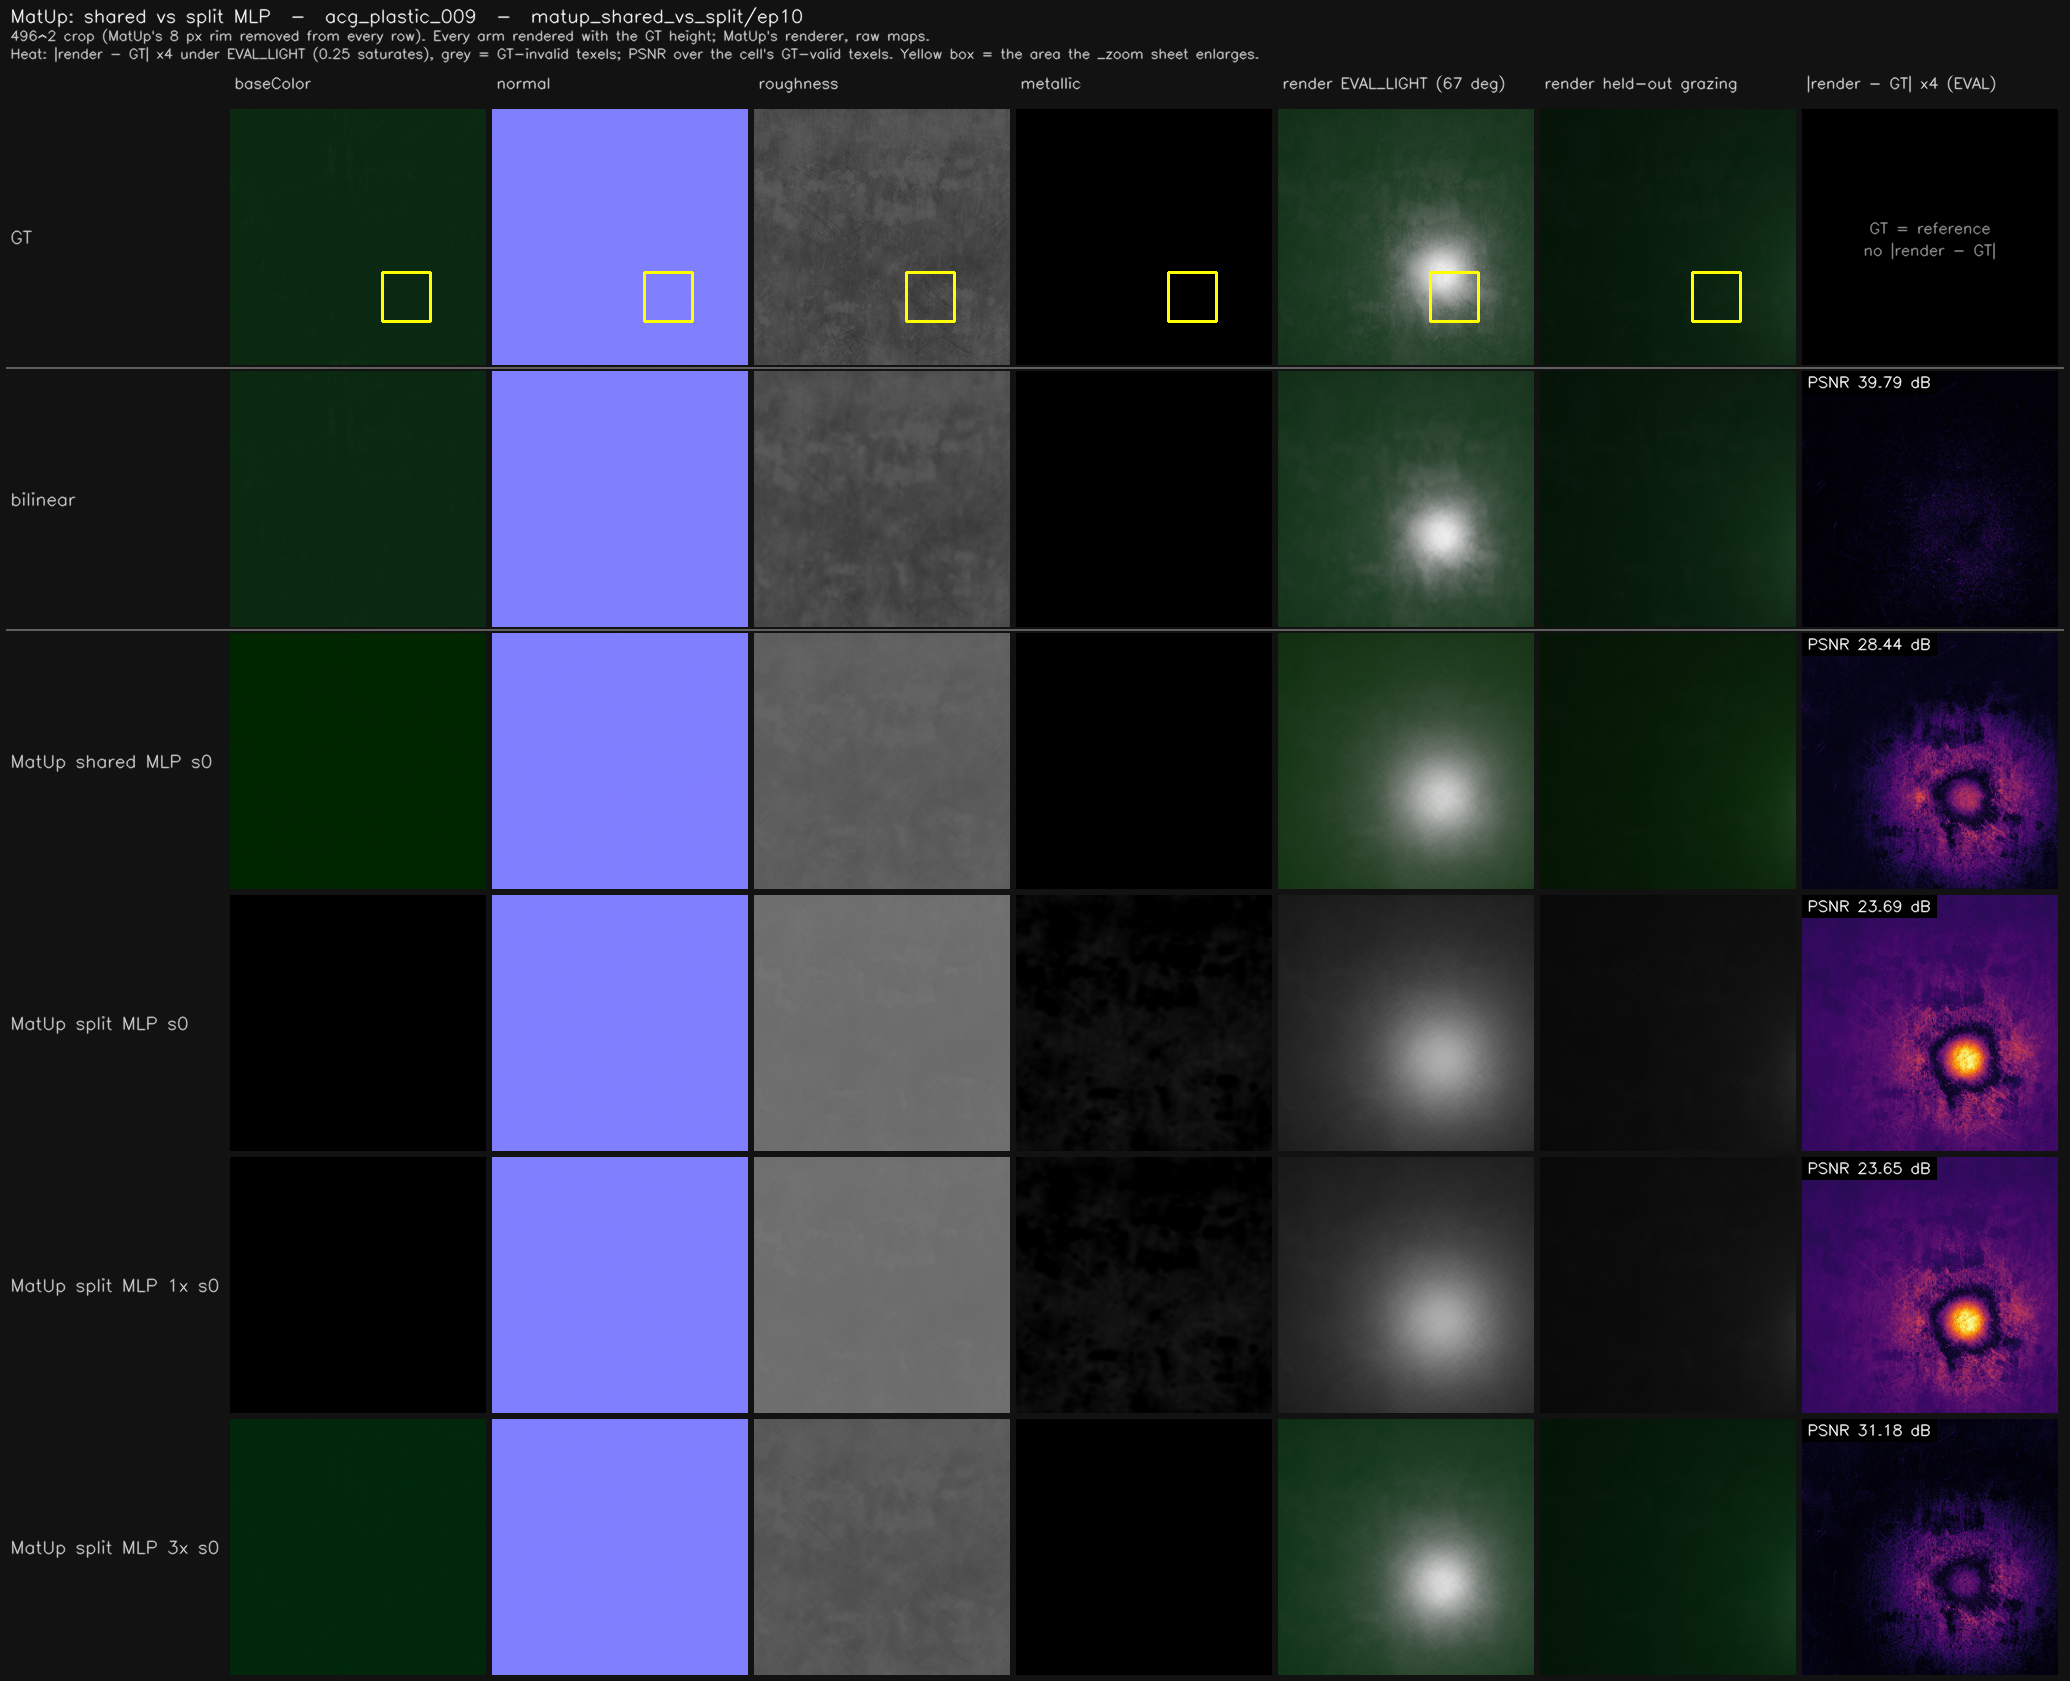 MatUp: shared vs split MLP – acg_plastic_009 – matup_shared_vs_split/ep10
496^2 crop (MatUp's 8 px rim removed from every row). Every arm rendered with the GT height; MatUp's renderer, raw maps.
Heat: |render – GT| x4 under EVAL_LIGHT (0.25 saturates), grey = GT-invalid texels; PSNR over the cell's GT-valid texels. Yellow box = the area the _zoom sheet enlarges.
baseColor normal roughness metallic render EVAL_LIGHT (67 deg) render held-out grazing |render – GT| x4 (EVAL)
GT
GT = reference
no |render – GT|
bilinear
PSNR 39.79 dB
MatUp shared MLP s0
PSNR 28.44 dB
MatUp split MLP s0
PSNR 23.69 dB
MatUp split MLP 1x s0
PSNR 23.65 dB
MatUp split MLP 3x s0
PSNR 31.18 dB